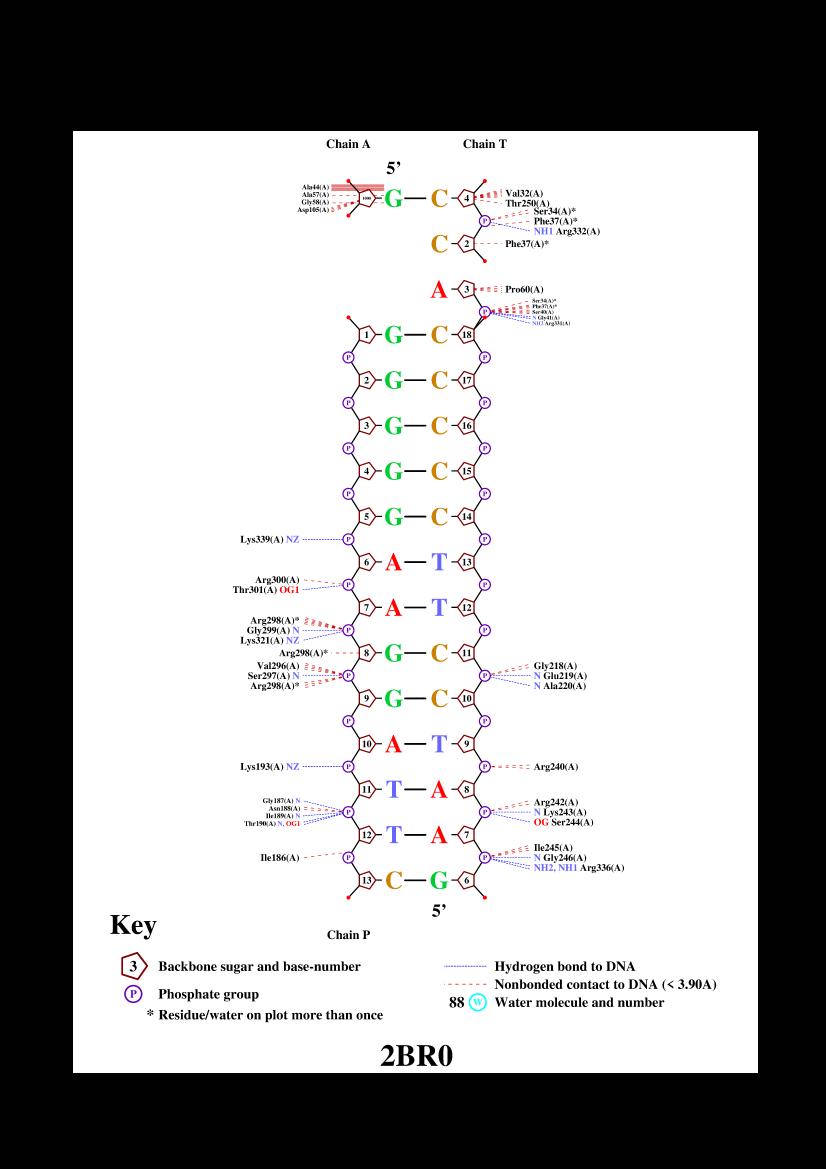 Chain A Chain T
5’
Ala44(A)
Ala57(A)
Gly58(A)
Asp105(A)
G C 4
Val32(A)
Thr250(A)
Ser34(A)*
P Phe37(A)*
NH1 Arg332(A)
C 2 Phe37(A)*
A 3 Pro60(A)
Ser34(A)*
Phe37(A)*
P Ser40(A)
N Gly41(A)
NH2 Arg331(A)
1 G C 18
P P
2 G C 17
P P
3 G C 16
P P
4 G C 15
P P
5 G C 14
Lys339(A) NZ P P
6 A T 13
Arg300(A)
Thr301(A) OG1 P P
7 A T 12
Arg298(A)*
Gly299(A) N P P
Lys321(A) NZ
Arg298(A)* 8 G C 11
Val296(A) Gly218(A)
Ser297(A) N P P N Glu219(A)
Arg298(A)* N Ala220(A)
9 G C 10
P P
10 A T 9
Lys193(A) NZ P P Arg240(A)
11 T A 8
Gly187(A) N Arg242(A)
Asn188(A)
P P N Lys243(A)
Ile189(A) N
Thr190(A) N, OG1 OG Ser244(A)
12 T A 7
Ile245(A)
Ile186(A) P P N Gly246(A)
NH2, NH1 Arg336(A)
13 C G 6
5’
Key
Chain P
3 Backbone sugar and base-number
Hydrogen bond to DNA
Nonbonded contact to DNA (< 3.90A)
P Phosphate group
88 W Water molecule and number
* Residue/water on plot more than once
2BR0